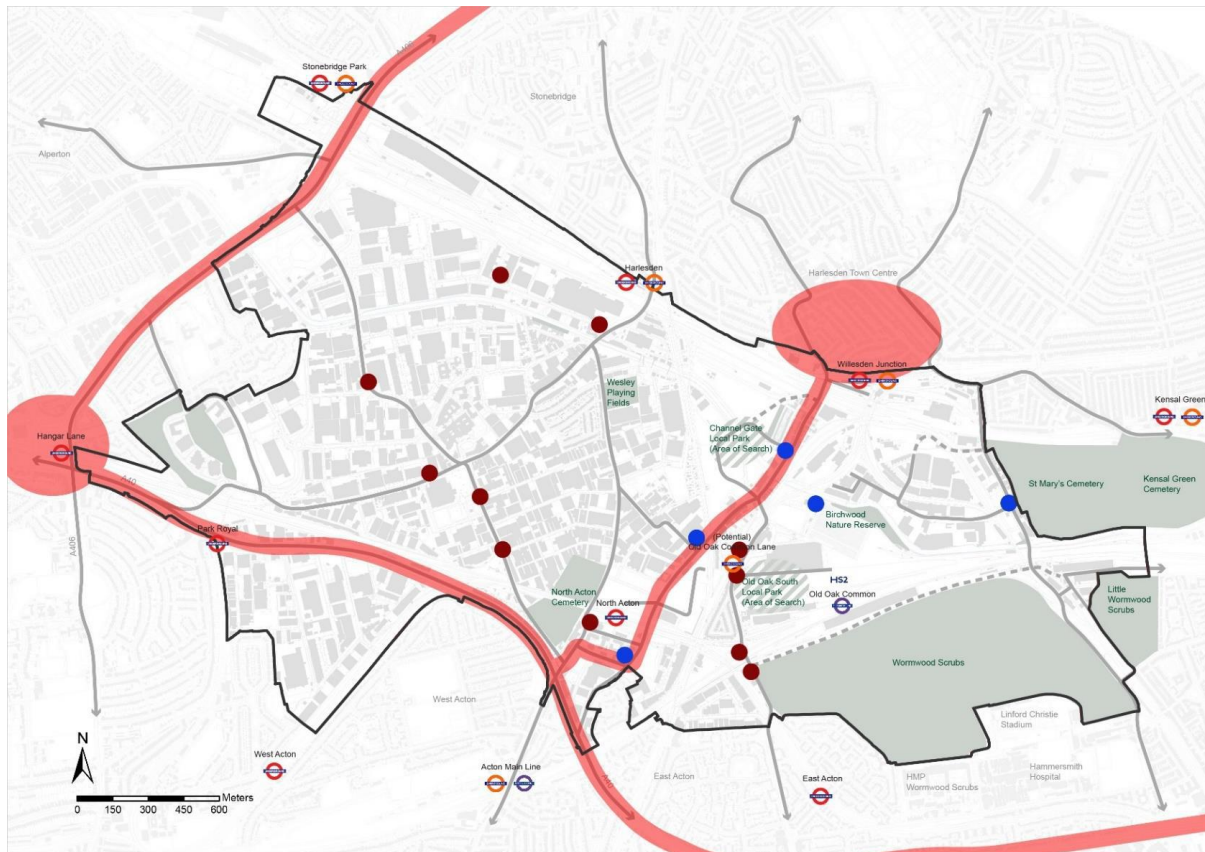 A406
Stonebridge Park
Stonebridge
Alperton
Harlesden
Harlesden Town Centre
Willesden Junction
Wesley
Playing
Fields
Kensal Green
Channel Gate
Local Park
(Area of Search)
Hangar Lane
A40
St Mary's Cemetery
Kensal Green
Cemetery
Birchwood
Nature Reserve
Park Royal
A406
(Potential)
Old Oak Common Lane
HS2
Old Oak Common
Old Oak South
Local Park
(Area of Search)
North Acton
Cemetery
North Acton
Little
Wormwood
Scrubs
Wormwood Scrubs
West Acton
Linford Christie
Stadium
N
West Acton
Acton Main Line
A40
East Acton
East Acton
HMP
Wormwood Scrubs
Hammersmith
Hospital
Meters
0 150 300 450 600